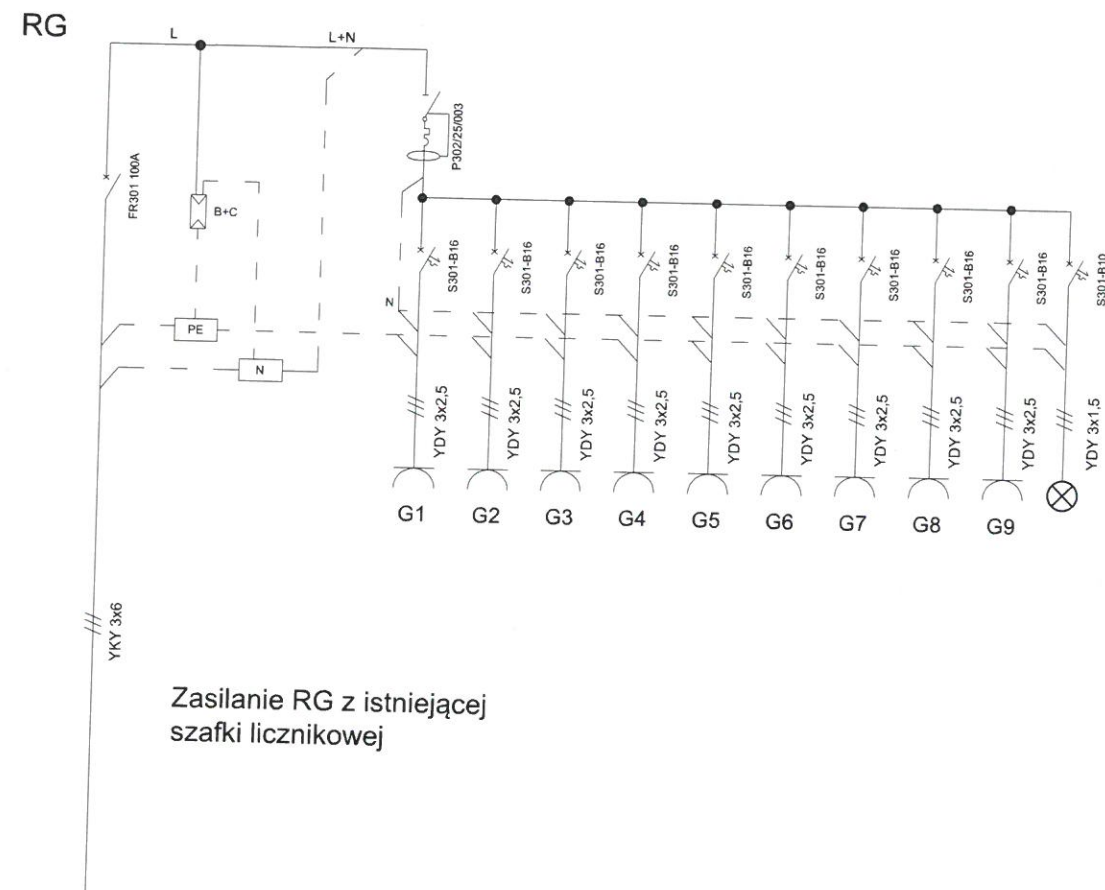 RG
L
L+N
P302/25/003
FR301 100A
B+C
S301-B16
S301-B16
S301-B16
S301-B16
S301-B16
S301-B16
S301-B16
S301-B16
S301-B16
S301-B10
N
PE
N
YDY 3x2,5
YDY 3x2,5
YDY 3x2,5
YDY 3x2,5
YDY 3x2,5
YDY 3x2,5
YDY 3x2,5
YDY 3x2,5
YDY 3x2,5
YDY 3x1,5
G1
G2
G3
G4
G5
G6
G7
G8
G9
YKY 3x6
Zasilanie RG z istniejącej
szafki licznikowej